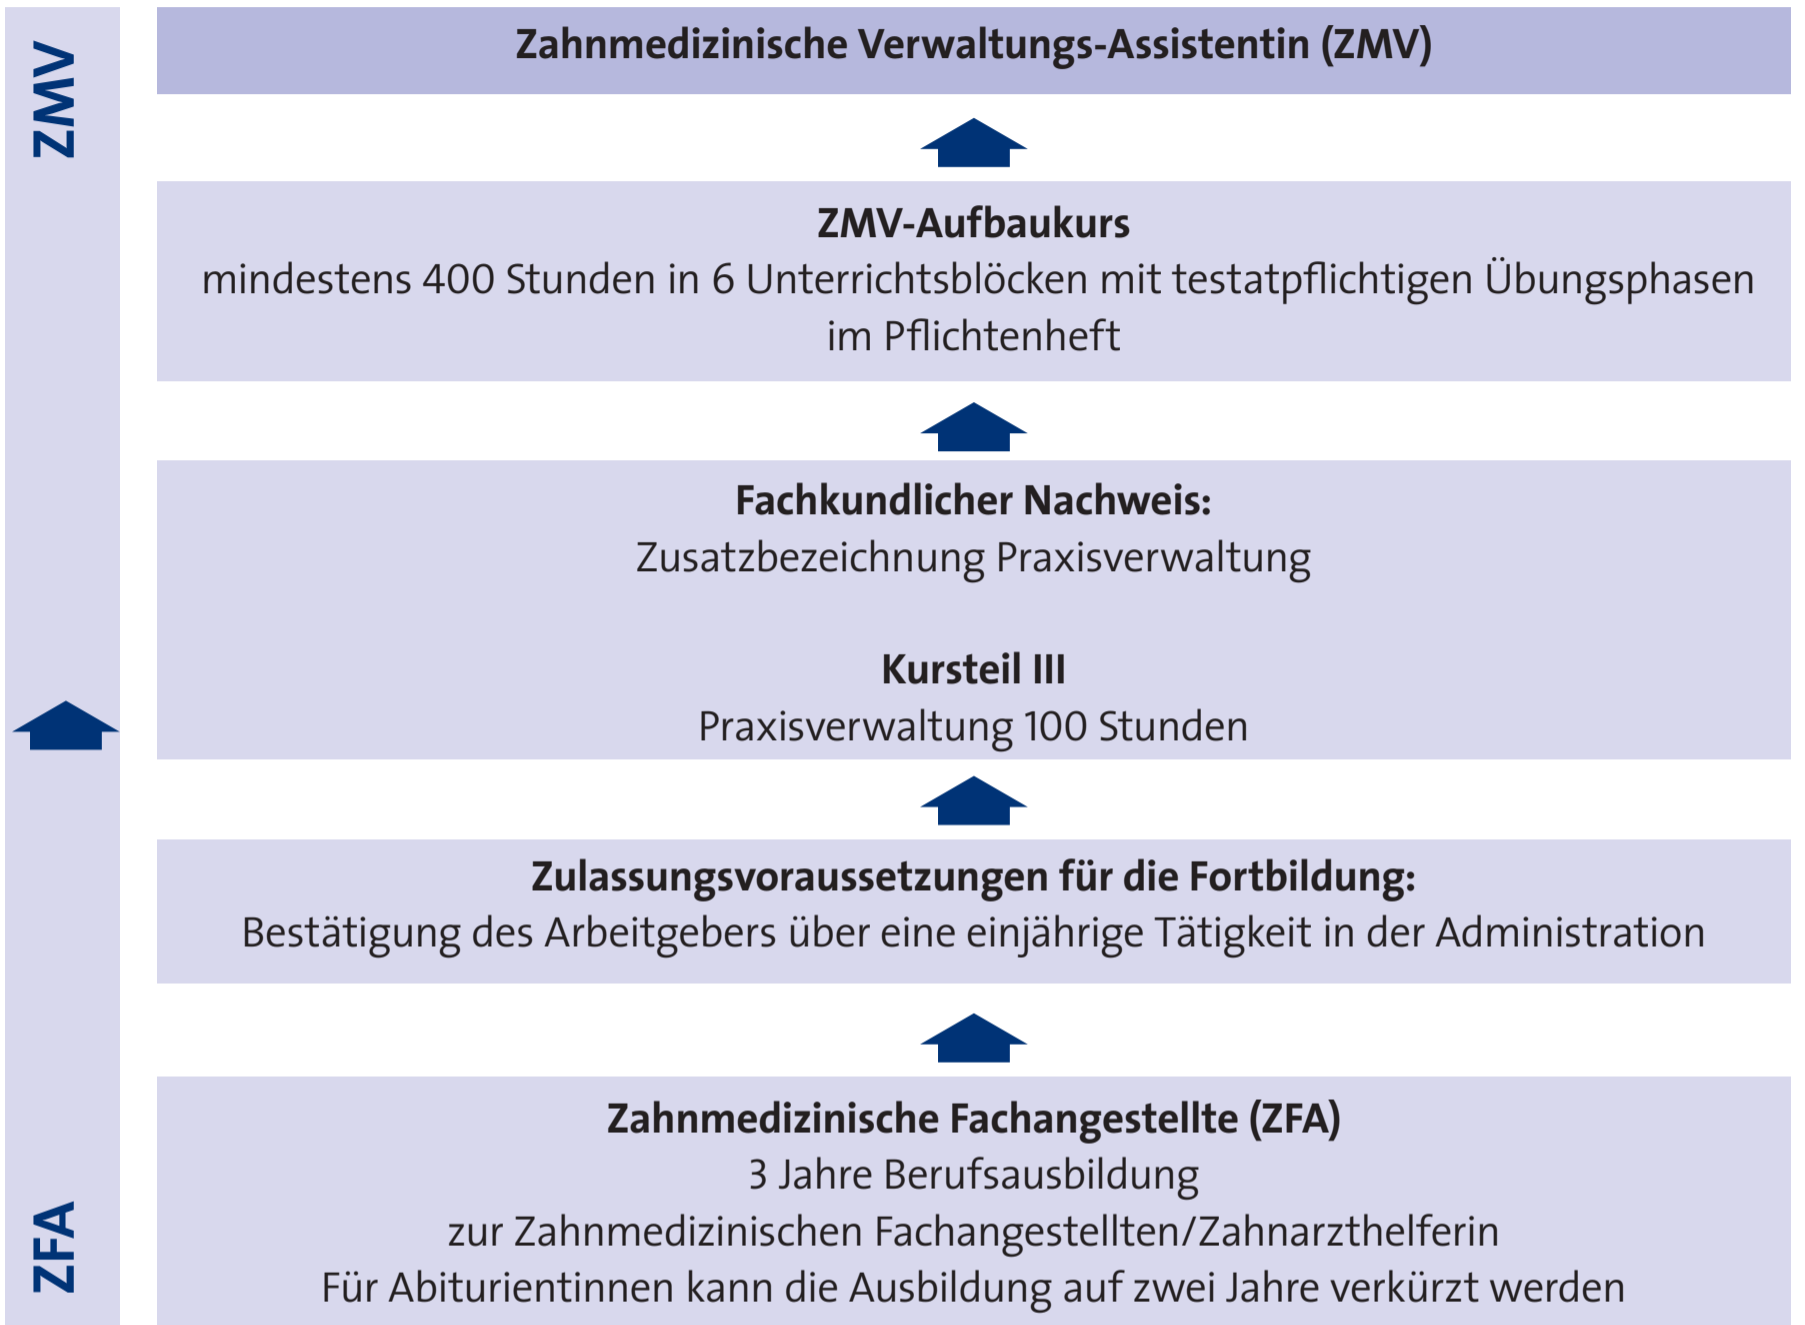 ZMV
Zahnmedizinische Verwaltungs-Assistentin (ZMV)
ZMV-Aufbaukurs
mindestens 400 Stunden in 6 Unterrichtsblöcken mit testatpflichtigen Übungsphasen
im Pflichtenheft
Fachkundlicher Nachweis:
Zusatzbezeichnung Praxisverwaltung
Kursteil III
Praxisverwaltung 100 Stunden
Zulassungsvoraussetzungen für die Fortbildung:
Bestätigung des Arbeitgebers über eine einjährige Tätigkeit in der Administration
ZFA
Zahnmedizinische Fachangestellte (ZFA)
3 Jahre Berufsausbildung
zur Zahnmedizinischen Fachangestellten/Zahnarzthelferin
Für Abiturientinnen kann die Ausbildung auf zwei Jahre verkürzt werden